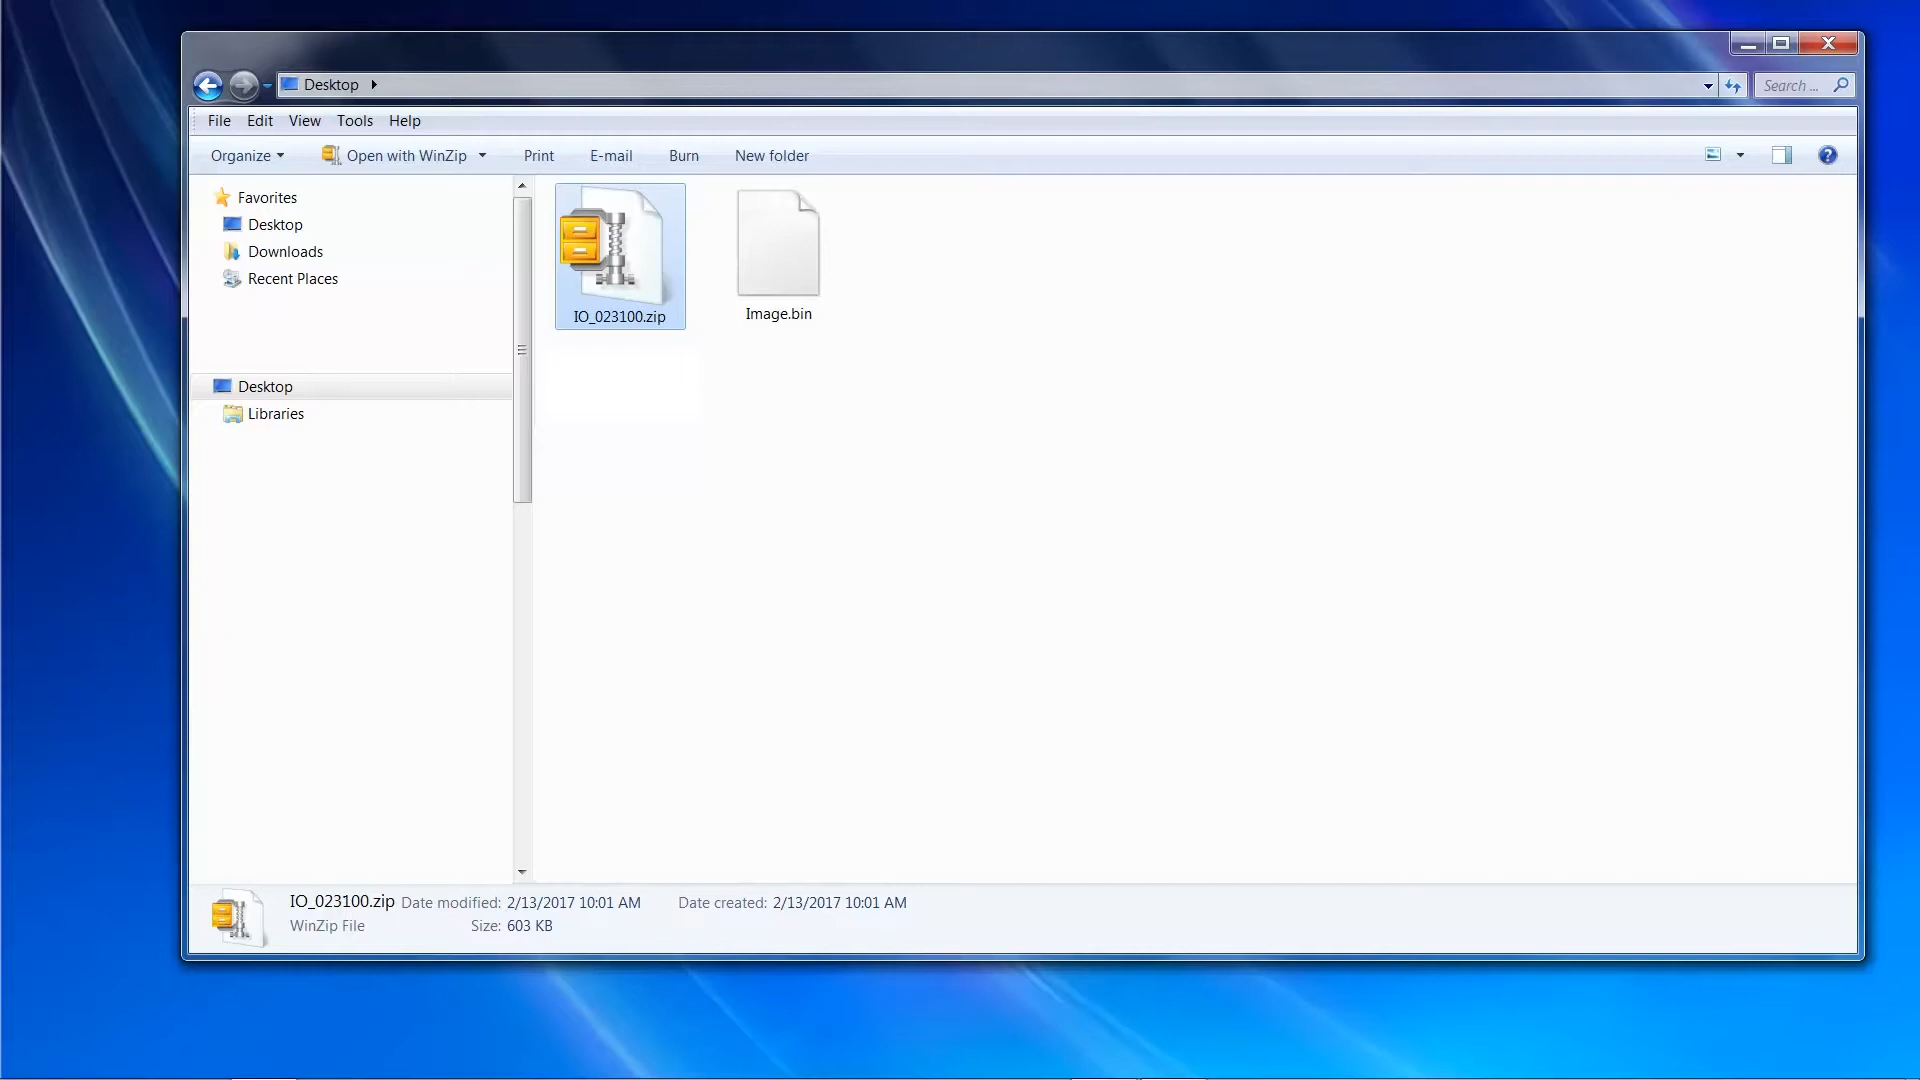 Desktop
Search ...
File Edit View Tools Help
Organize Open with WinZip Print E-mail Burn New folder
Favorites
Desktop
Downloads
Recent Places
Desktop
Libraries
IO_023100.zip
Image.bin
IO_023100.zip Date modified: 2/13/2017 10:01 AM Date created: 2/13/2017 10:01 AM
WinZip File Size: 603 KB